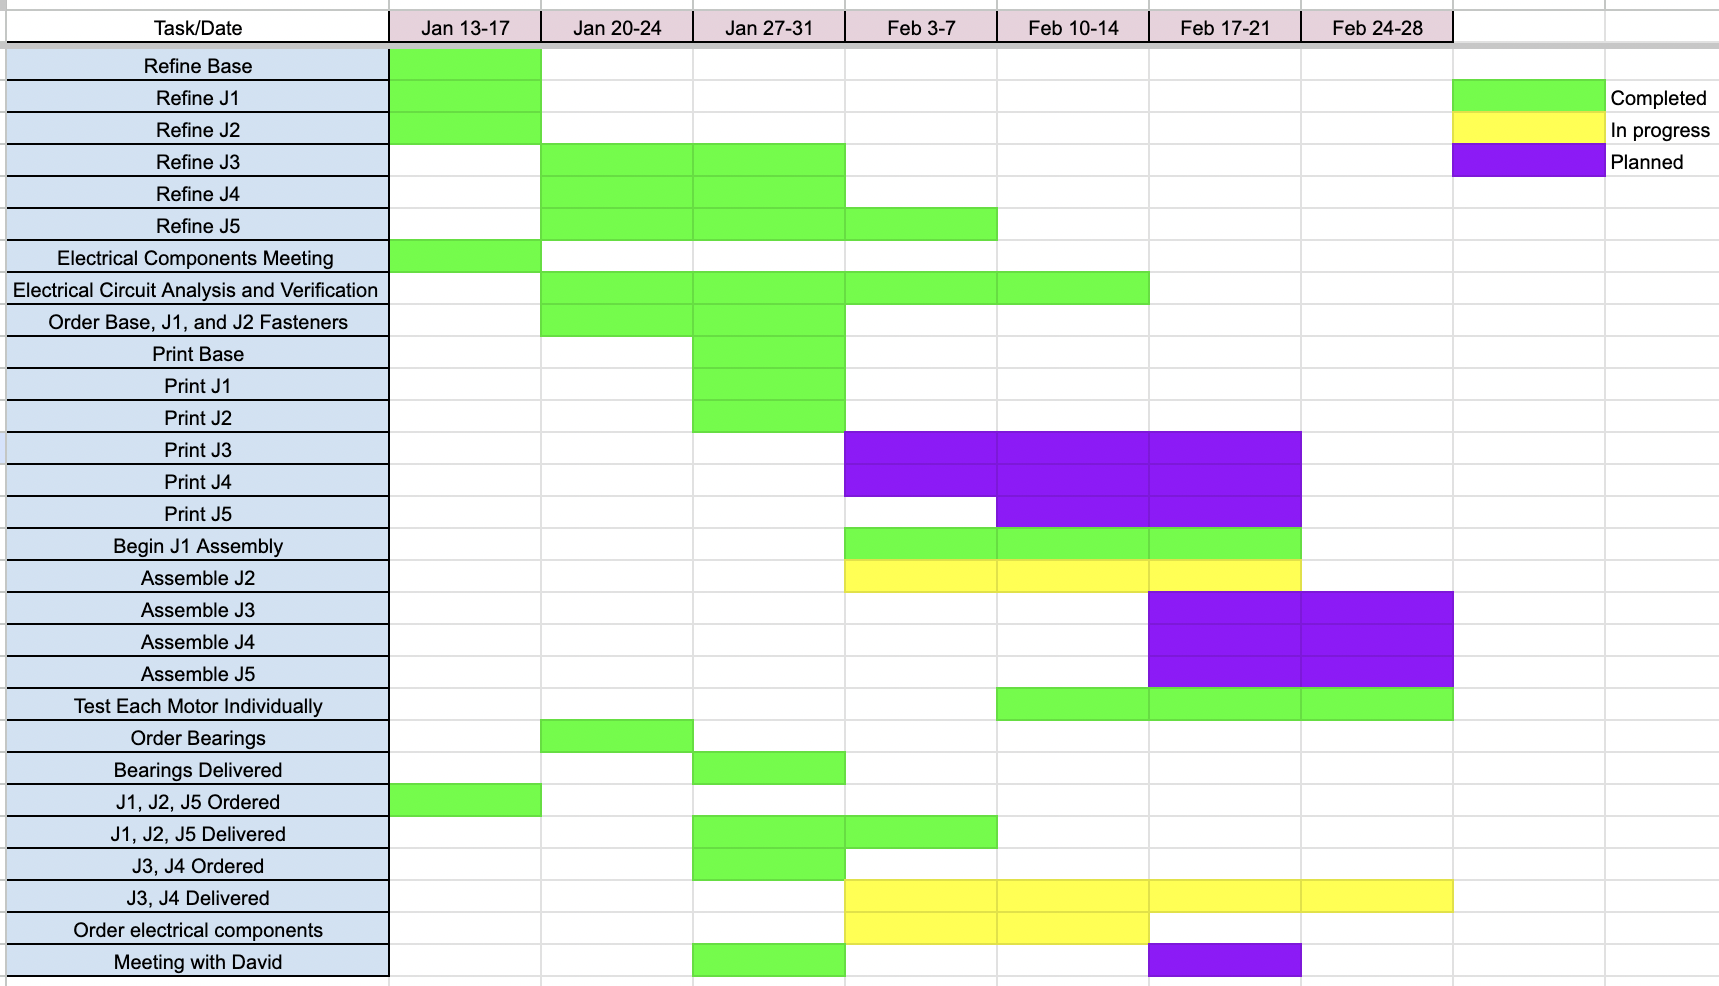 Task/Date Jan 13-17 Jan 20-24 Jan 27-31 Feb 3-7 Feb 10-14 Feb 17-21 Feb 24-28
Refine Base
Refine J1 Completed
Refine J2 In progress
Refine J3 Planned
Refine J4
Refine J5
Electrical Components Meeting
Electrical Circuit Analysis and Verification
Order Base, J1, and J2 Fasteners
Print Base
Print J1
Print J2
Print J3
Print J4
Print J5
Begin J1 Assembly
Assemble J2
Assemble J3
Assemble J4
Assemble J5
Test Each Motor Individually
Order Bearings
Bearings Delivered
J1, J2, J5 Ordered
J1, J2, J5 Delivered
J3, J4 Ordered
J3, J4 Delivered
Order electrical components
Meeting with David